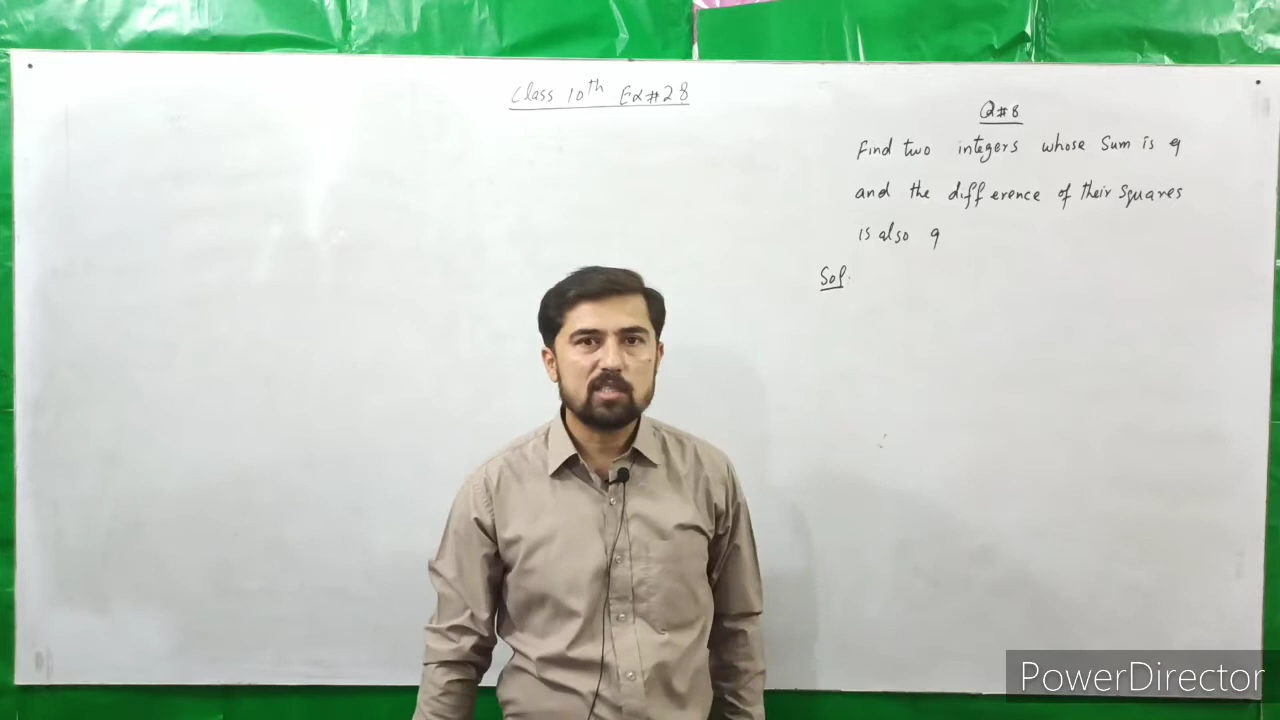 Class 10th Ex#28
Q#8
Find two integers whose Sum is 9
and the difference of their Squares
is also 9
Sol.
PowerDirector